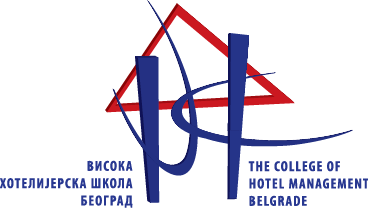 ВИСОКА
ХОТЕЛИЈЕРСКА ШКОЛА
БЕОГРАД
THE COLLEGE OF
HOTEL MANAGEMENT
BELGRADE